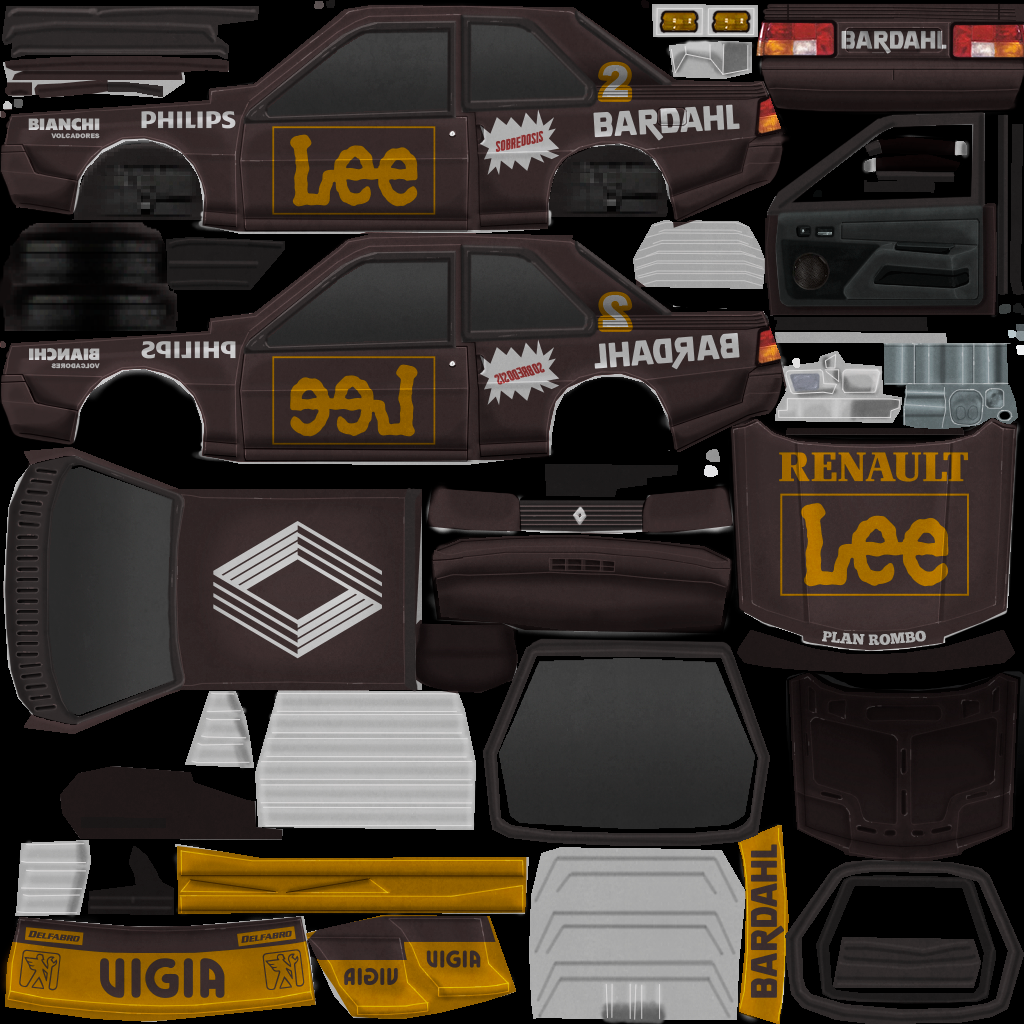 BARDAHL
2
BIANCHI
VOLCADORES
PHILIPS
SOBREDOSIS
BARDAHL
Lee
2
BIANCHI
VOLCADORES
PHILIPS
SOBREDOSIS
BARDAHL
Lee
RENAULT
Lee
PLAN ROMBO
BARDAHL
DELFABRO
DELFABRO
VIGIA
VIGIA
VIGIA